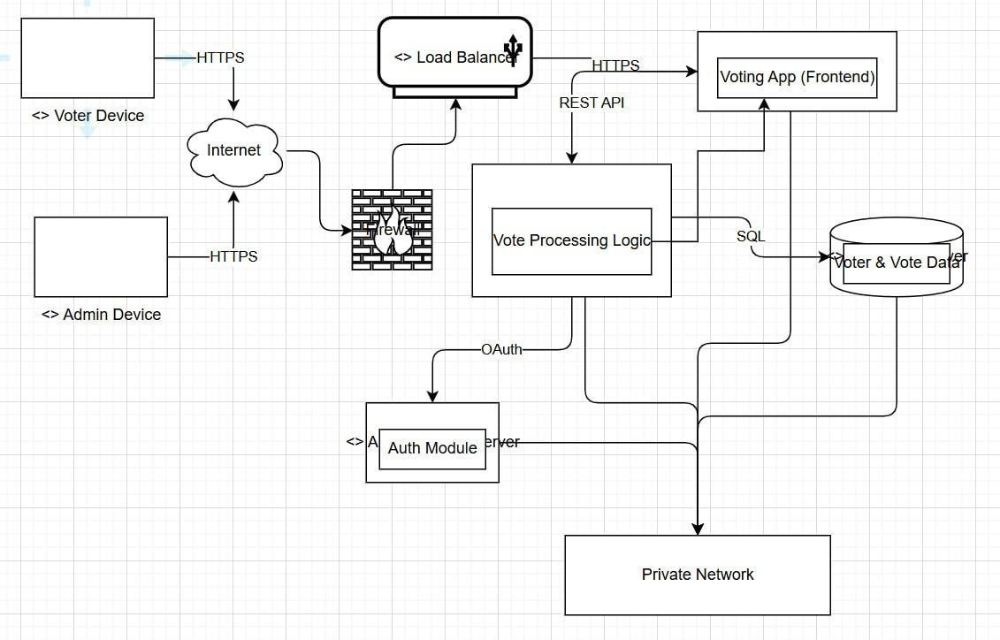 HTTPS
<> Voter Device
Internet
HTTPS
<> Admin Device
Firewall
<> Load Balancer
HTTPS
REST API
Voting App (Frontend)
Vote Processing Logic
SQL
Voter & Vote Data
OAuth
Auth Module
Private Network